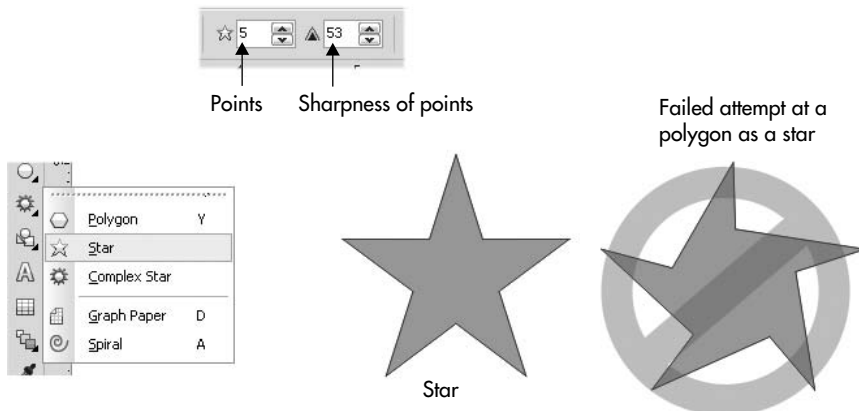 5 53
Points Sharpness of points
Failed attempt at a
polygon as a star
Polygon Y
Star
Complex Star
Graph Paper D
Spiral A
Star